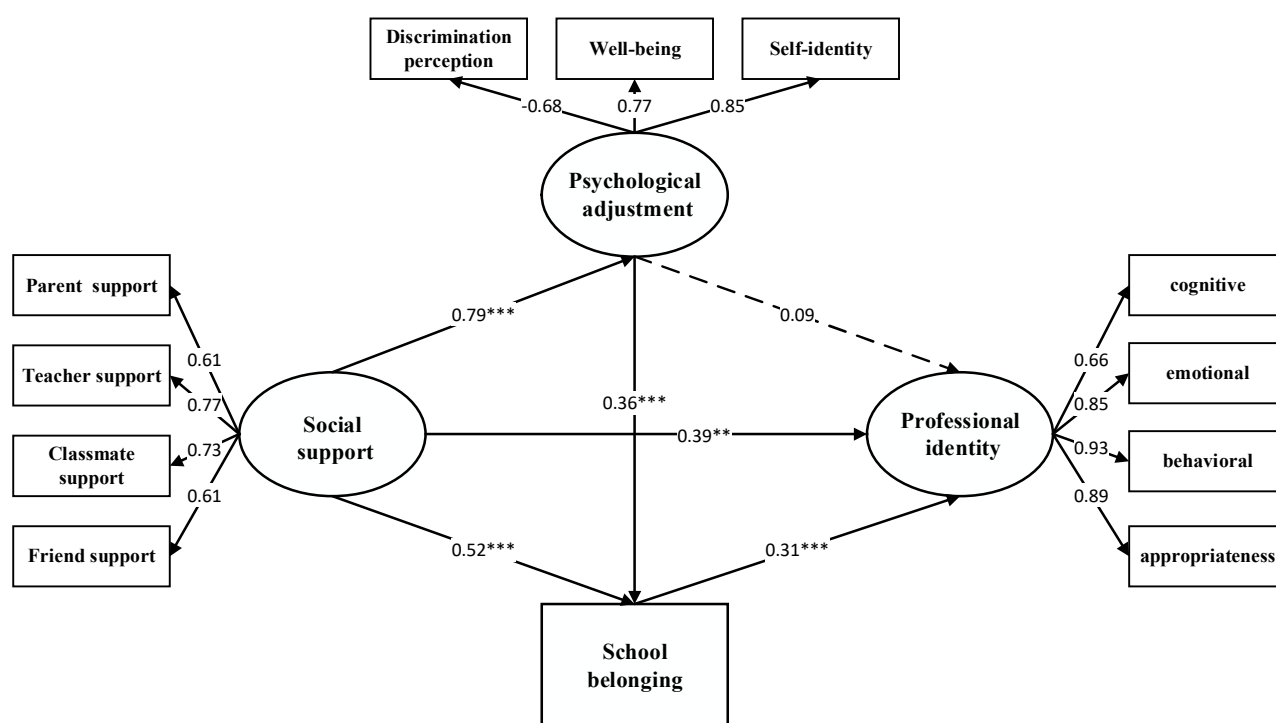 Discrimination
perception
Well-being
Self-identity
-0.68
0.77
0.85
Psychological
adjustment
Parent support
cognitive
0.79***
0.09
0.61
0.66
Teacher support
emotional
0.77
0.36***
0.85
Social
support
Professional
identity
0.39**
Classmate
support
0.73
0.93
behavioral
0.61
0.89
Friend support
0.52***
0.31***
appropriateness
School
belonging